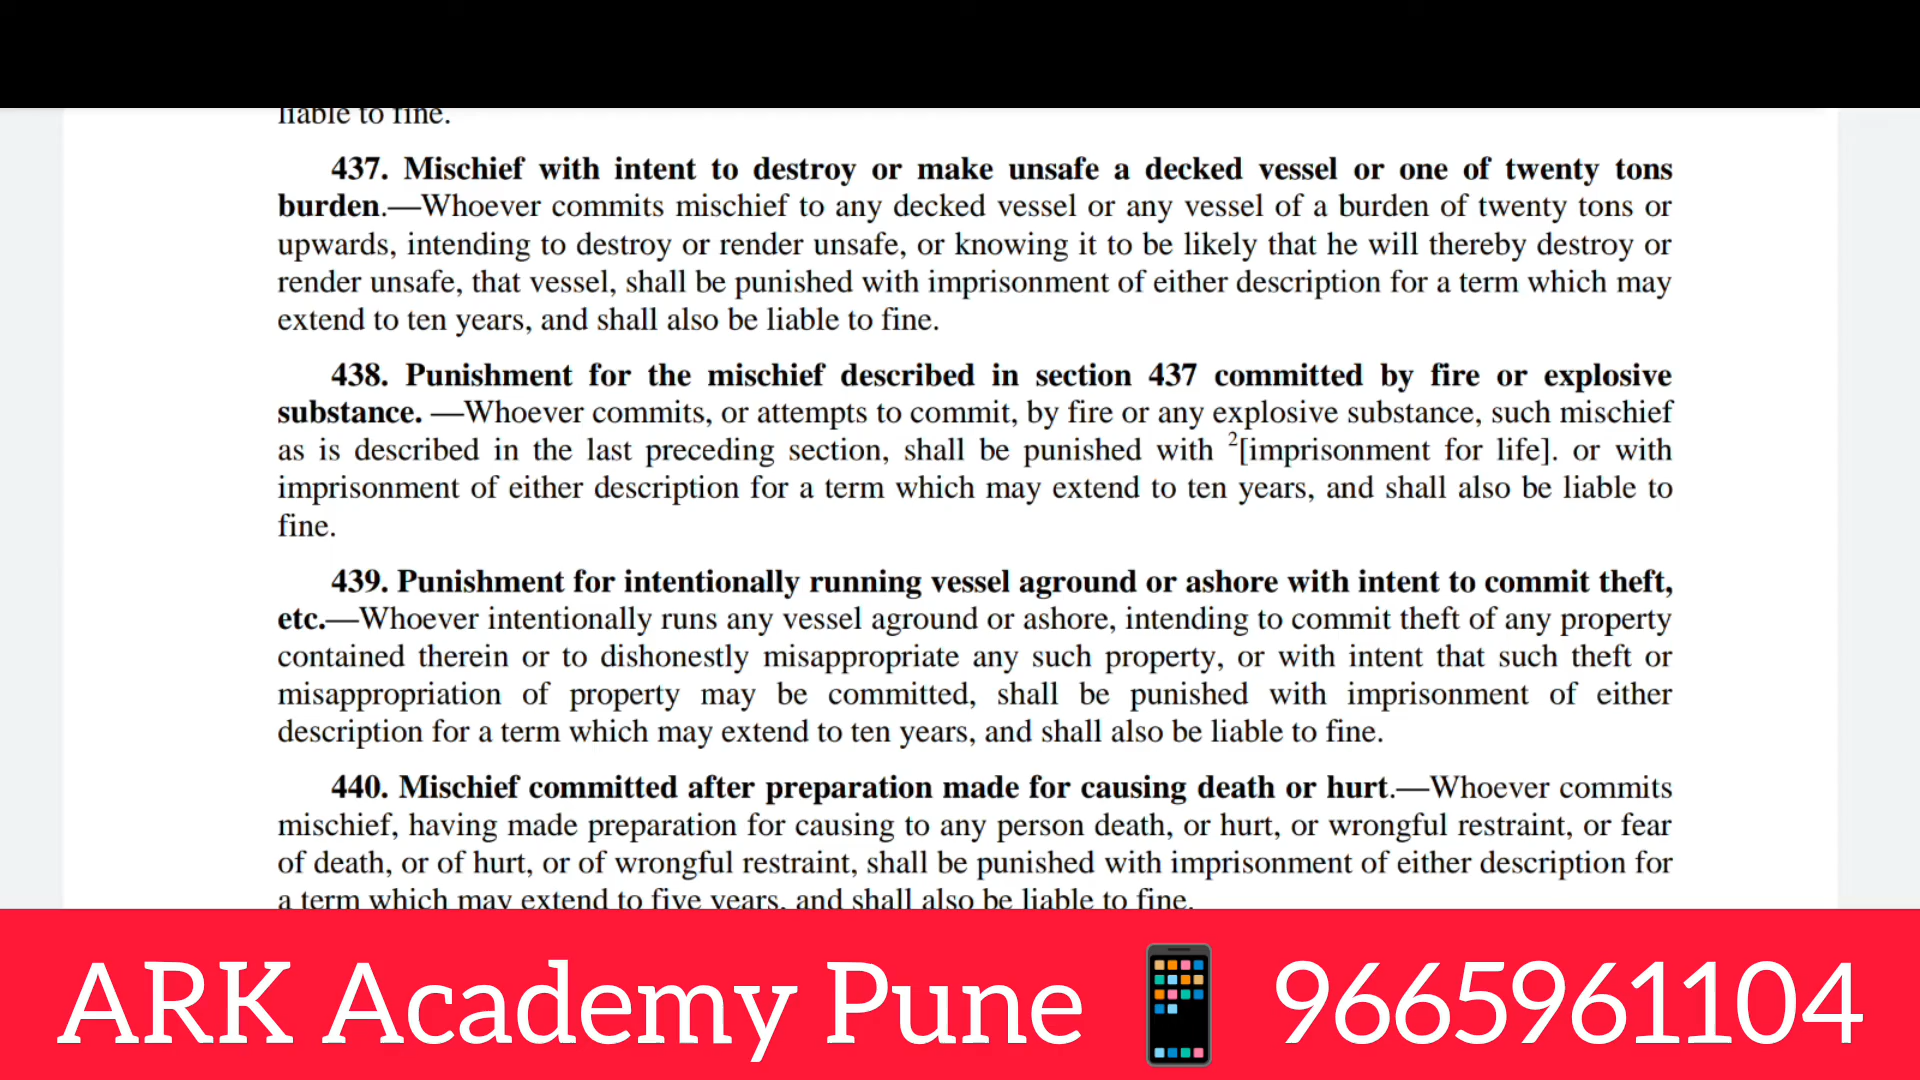 liable to fine.
437. Mischief with intent to destroy or make unsafe a decked vessel or one of twenty tons
burden.—Whoever commits mischief to any decked vessel or any vessel of a burden of twenty tons or
upwards, intending to destroy or render unsafe, or knowing it to be likely that he will thereby destroy or
render unsafe, that vessel, shall be punished with imprisonment of either description for a term which may
extend to ten years, and shall also be liable to fine.
438. Punishment for the mischief described in section 437 committed by fire or explosive
substance. —Whoever commits, or attempts to commit, by fire or any explosive substance, such mischief
as is described in the last preceding section, shall be punished with ²[imprisonment for life]. or with
imprisonment of either description for a term which may extend to ten years, and shall also be liable to
fine.
439. Punishment for intentionally running vessel aground or ashore with intent to commit theft,
etc.—Whoever intentionally runs any vessel aground or ashore, intending to commit theft of any property
contained therein or to dishonestly misappropriate any such property, or with intent that such theft or
misappropriation of property may be committed, shall be punished with imprisonment of either
description for a term which may extend to ten years, and shall also be liable to fine.
440. Mischief committed after preparation made for causing death or hurt.—Whoever commits
mischief, having made preparation for causing to any person death, or hurt, or wrongful restraint, or fear
of death, or of hurt, or of wrongful restraint, shall be punished with imprisonment of either description for
a term which may extend to five years, and shall also be liable to fine.
ARK Academy Pune 📱 9665961104